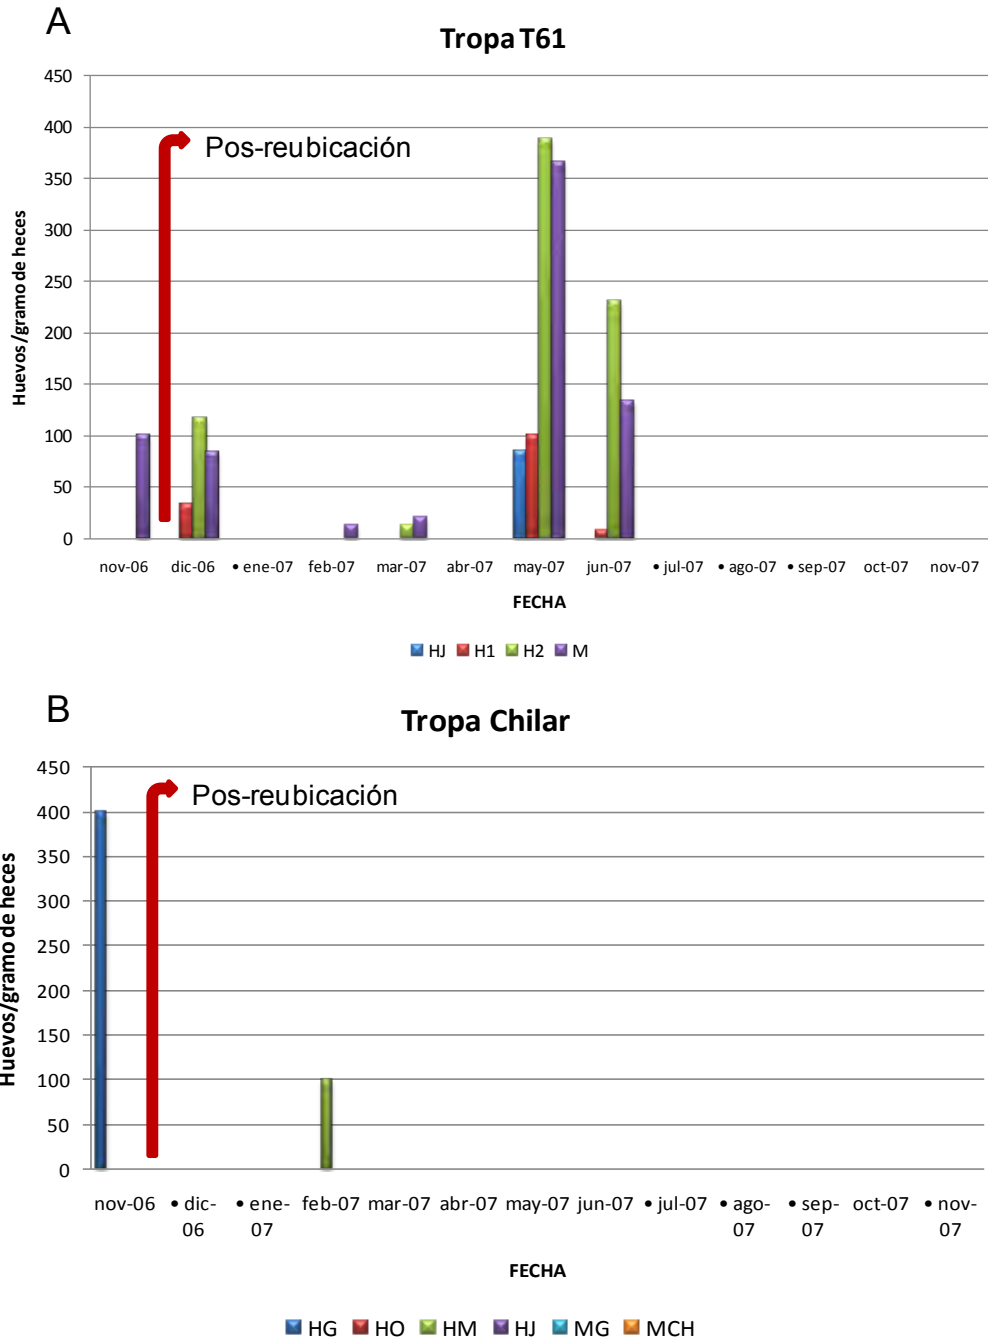 A
Tropa T61
450
400
350
300
250
200
150
100
50
0
Huevos/gramo de heces
Pos-reubicación
nov-06 dic-06 • ene-07 feb-07 mar-07 abr-07 may-07 jun-07 • jul-07 • ago-07 • sep-07 oct-07 nov-07
FECHA
HJ H1 H2 M
B
Tropa Chilar
450
400
350
300
250
200
150
100
50
0
Huevos/gramo de heces
Pos-reubicación
nov-06 • dic-06 • ene-07 feb-07 mar-07 abr-07 may-07 jun-07 • jul-07 • ago-07 • sep-07 oct-07 • nov-07
FECHA
HG HO HM HJ MG MCH